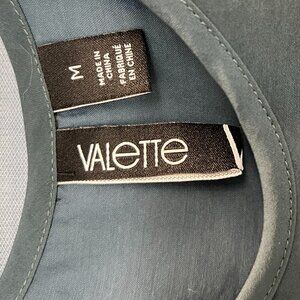 M
MADE IN
CHINA
FABRIQUÉ
EN CHINE
VALETTE